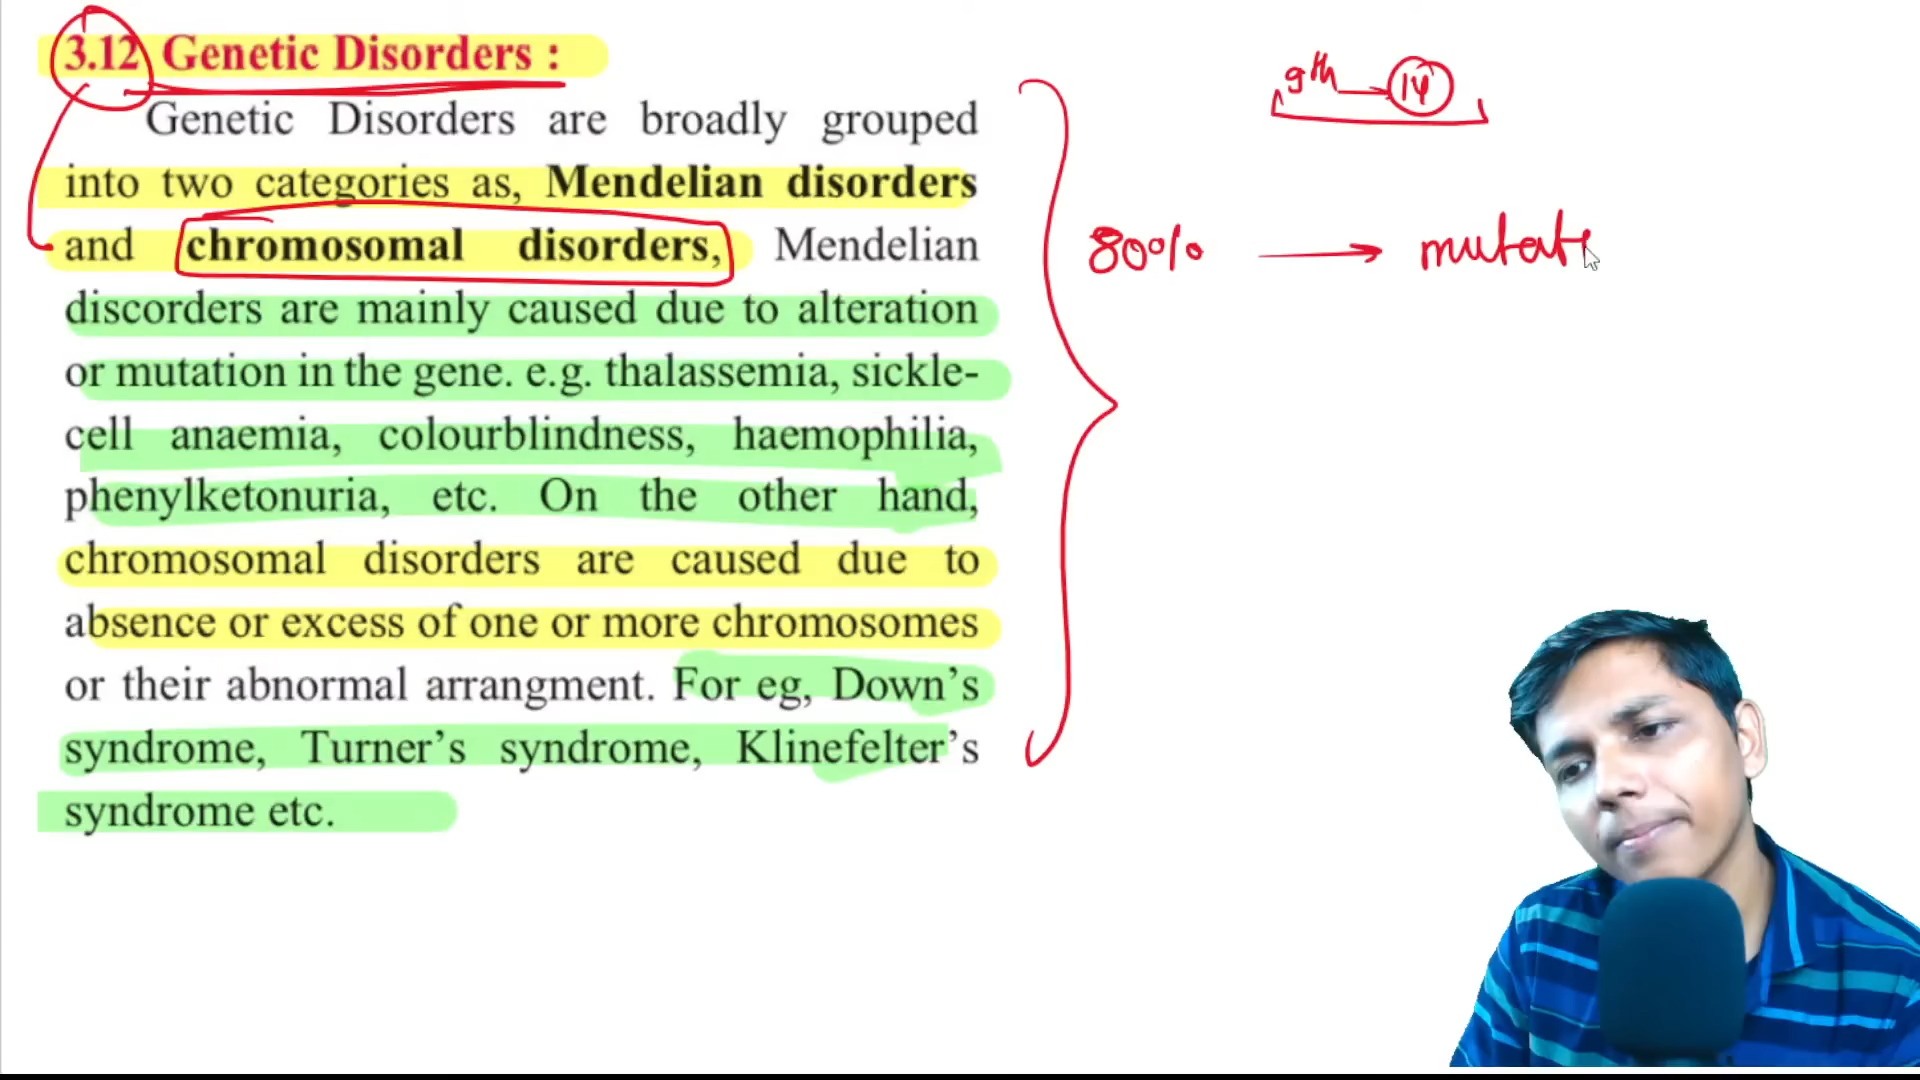 3.12 Genetic Disorders :
Genetic Disorders are broadly grouped
into two categories as, Mendelian disorders
and chromosomal disorders, Mendelian
discorders are mainly caused due to alteration
or mutation in the gene. e.g. thalassemia, sickle-
cell anaemia, colourblindness, haemophilia,
phenylketonuria, etc. On the other hand,
chromosomal disorders are caused due to
absence or excess of one or more chromosomes
or their abnormal arrangment. For eg, Down's
syndrome, Turner's syndrome, Klinefelter's
syndrome etc.
9th → 14
80% → mutate